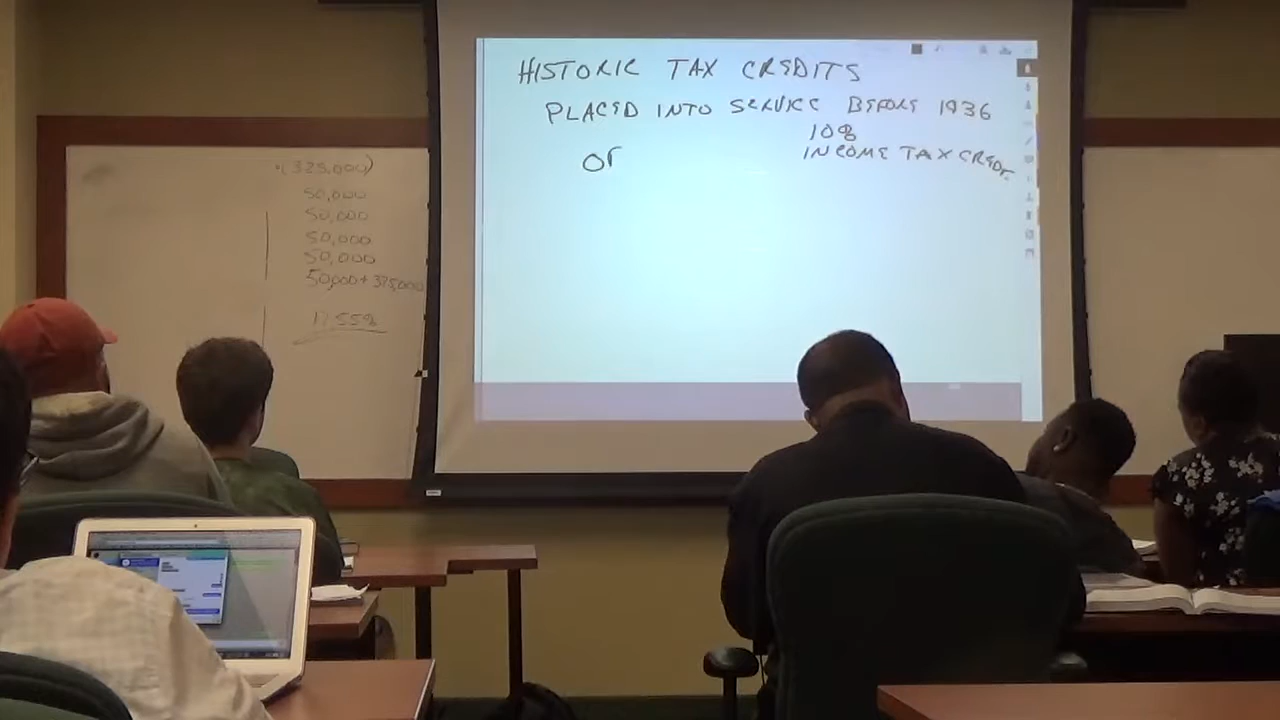 HISTORIC TAX CREDITS
PLACED INTO SERVICE BEFORE 1936
10%
INCOME TAX CREDIT
or
(325,000)
50,000
50,000
50,000
50,000
50,000 + 375,000